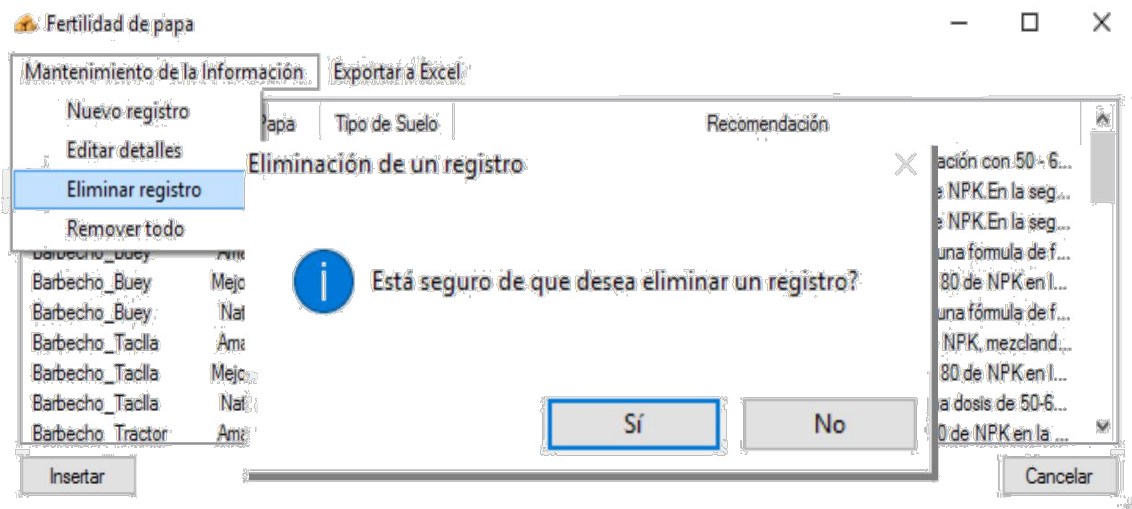 Fertilidad de papa
Mantenimiento de la Información Exportar a Excel
Nuevo registro
Editar detalles
Eliminar registro
Remover todo
Papa Tipo de Suelo Recomendación
Eliminación de un registro
Está seguro de que desea eliminar un registro?
Sí No
ación con 50 - 6...
e NPK.En la seg...
e NPK.En la seg...
Barbecho_Buey Ama una fórmula de f...
Barbecho_Buey Mejo 80 de NPK en l...
Barbecho_Buey Nat una fórmula de f...
Barbecho_Taclla Ama NPK, mezcland...
Barbecho_Taclla Mejo 80 de NPK en l...
Barbecho_Taclla Nat a dosis de 50-6...
Barbecho_Tractor Ama 0 de NPK en la ...
Insertar Cancelar